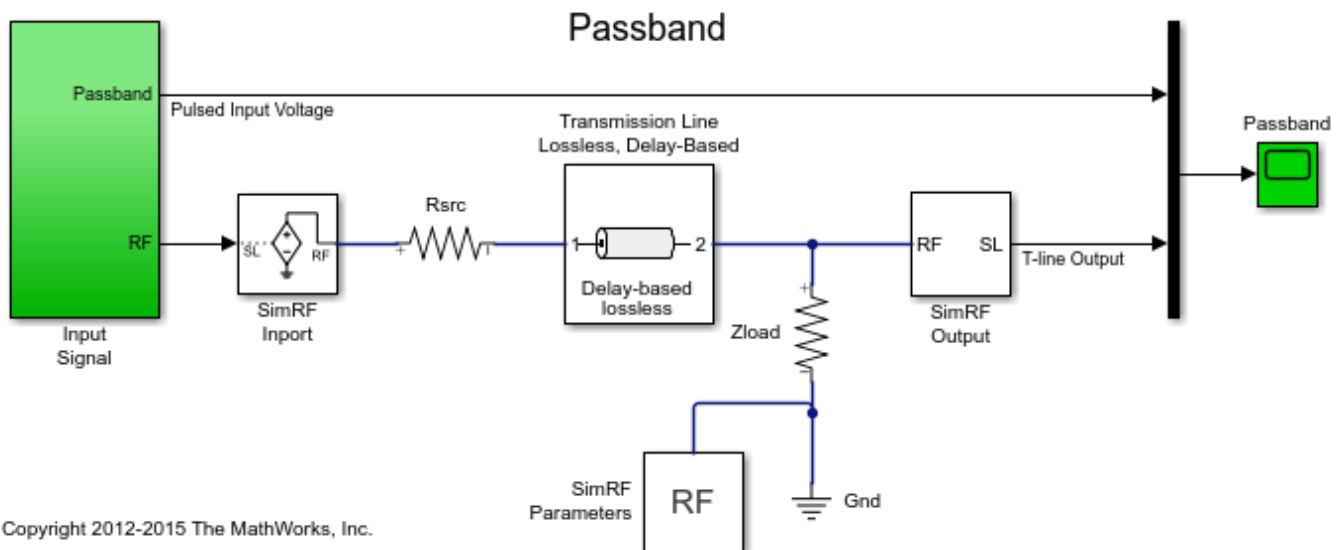 Passband
Passband
Pulsed Input Voltage
Transmission Line
Lossless, Delay-Based
Passband
Rsrc
RF
SL
RF
1
2
RF
SL
T-line Output
Delay-based
lossless
SimRF
Inport
SimRF
Output
Input
Signal
Zload
SimRF
Parameters
RF
Gnd
Copyright 2012-2015 The MathWorks, Inc.